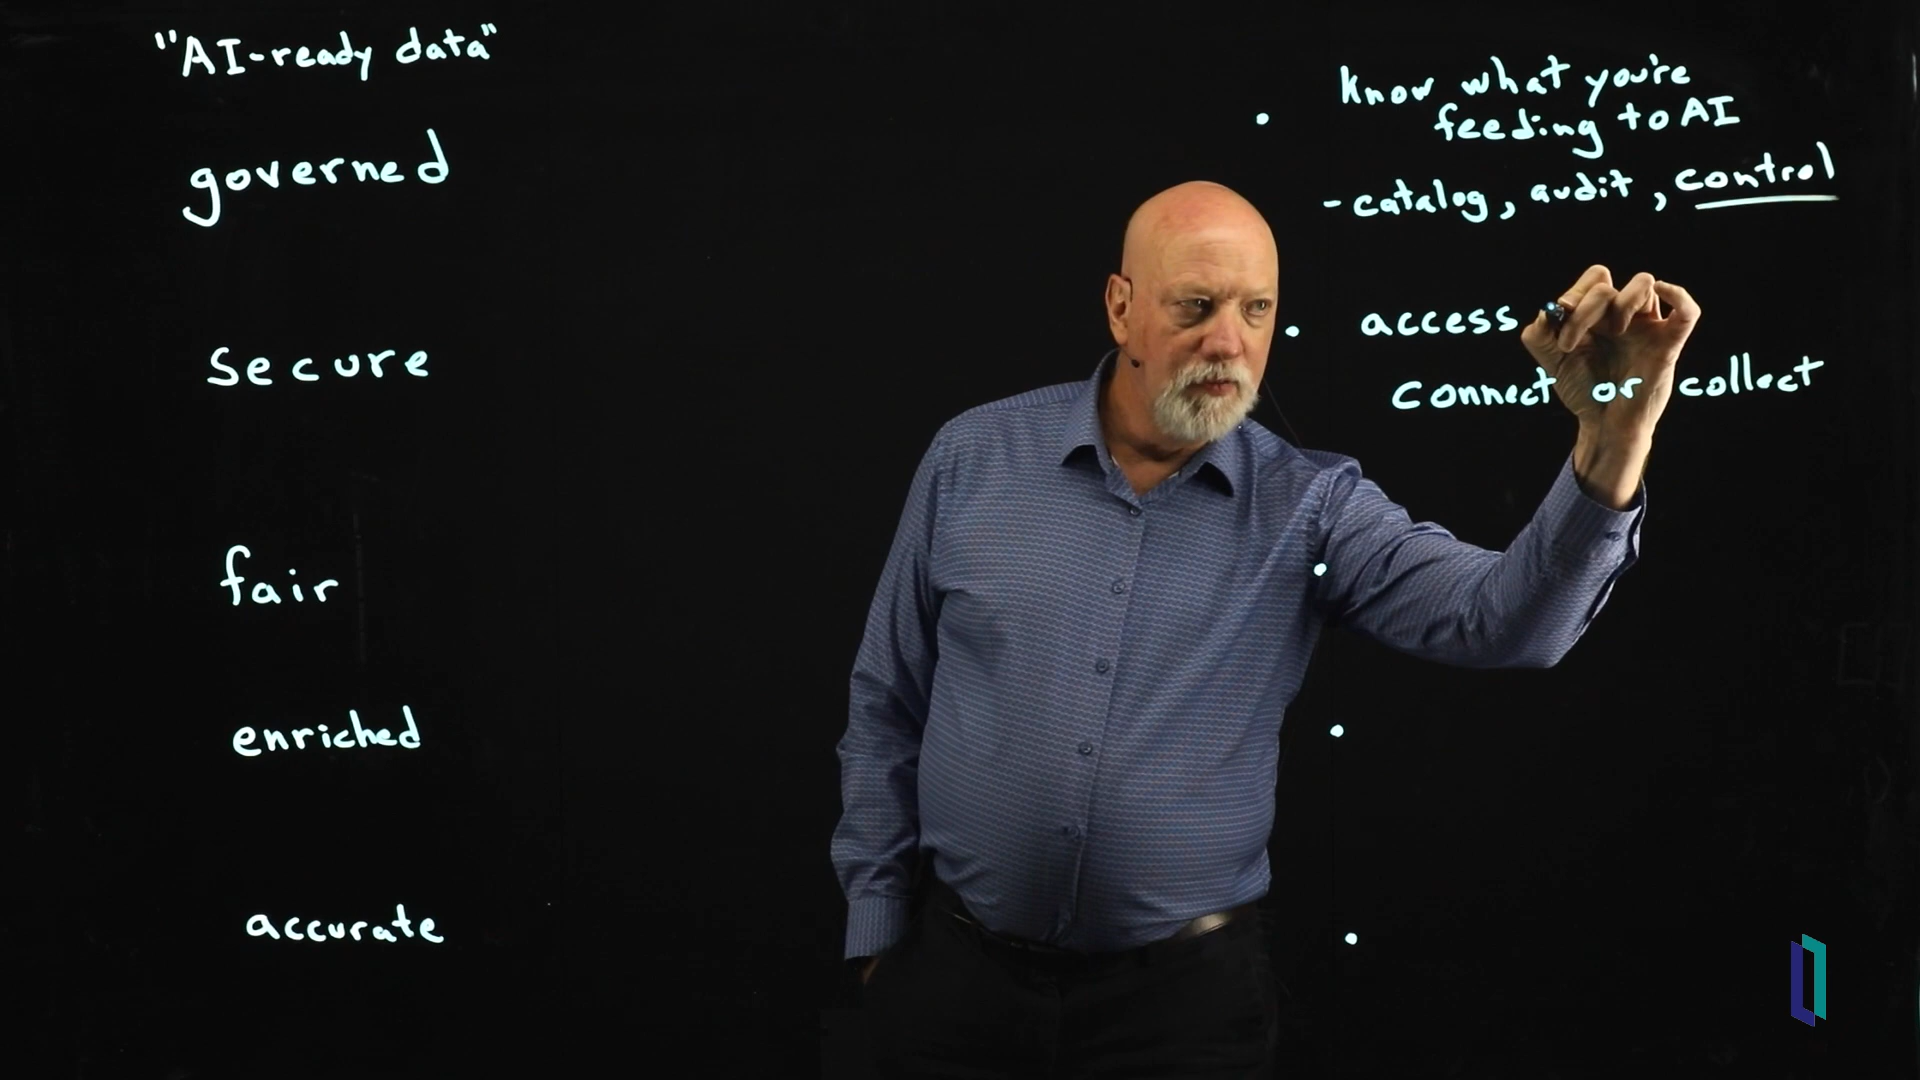 "AI-ready data"
governed
secure
fair
enriched
accurate
• Know what you're
feeding to AI
- catalog, audit, control
• access
connect or collect
•
•
•